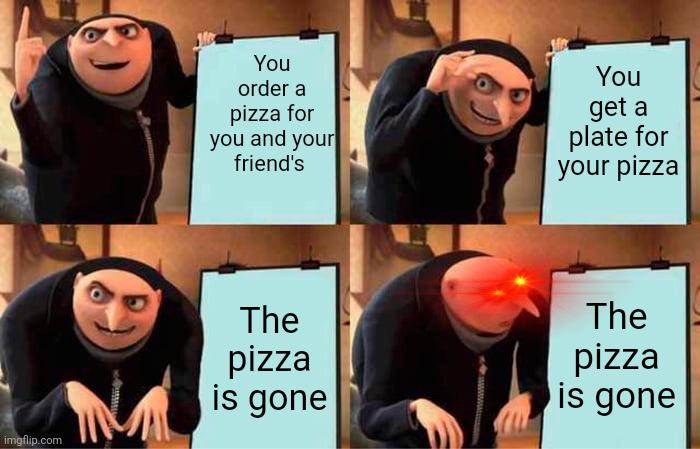 You
order a
pizza for
you and your
friend's
You
get a
plate for
your pizza
The
pizza
is gone
The
pizza
is gone
imgflip.com